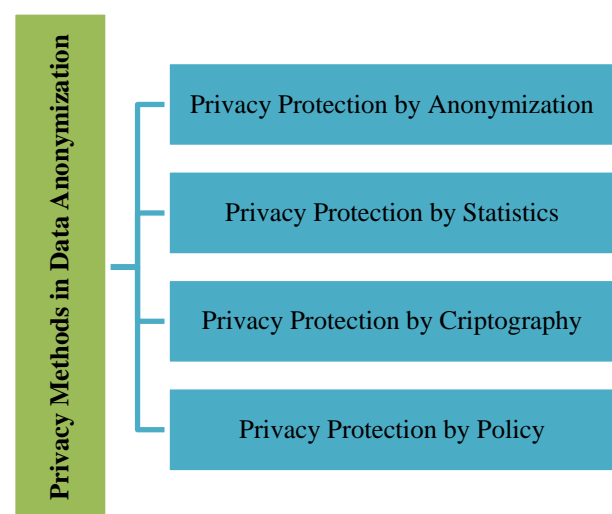 Privacy Methods in Data Anonymization
Privacy Protection by Anonymization
Privacy Protection by Statistics
Privacy Protection by Criptography
Privacy Protection by Policy